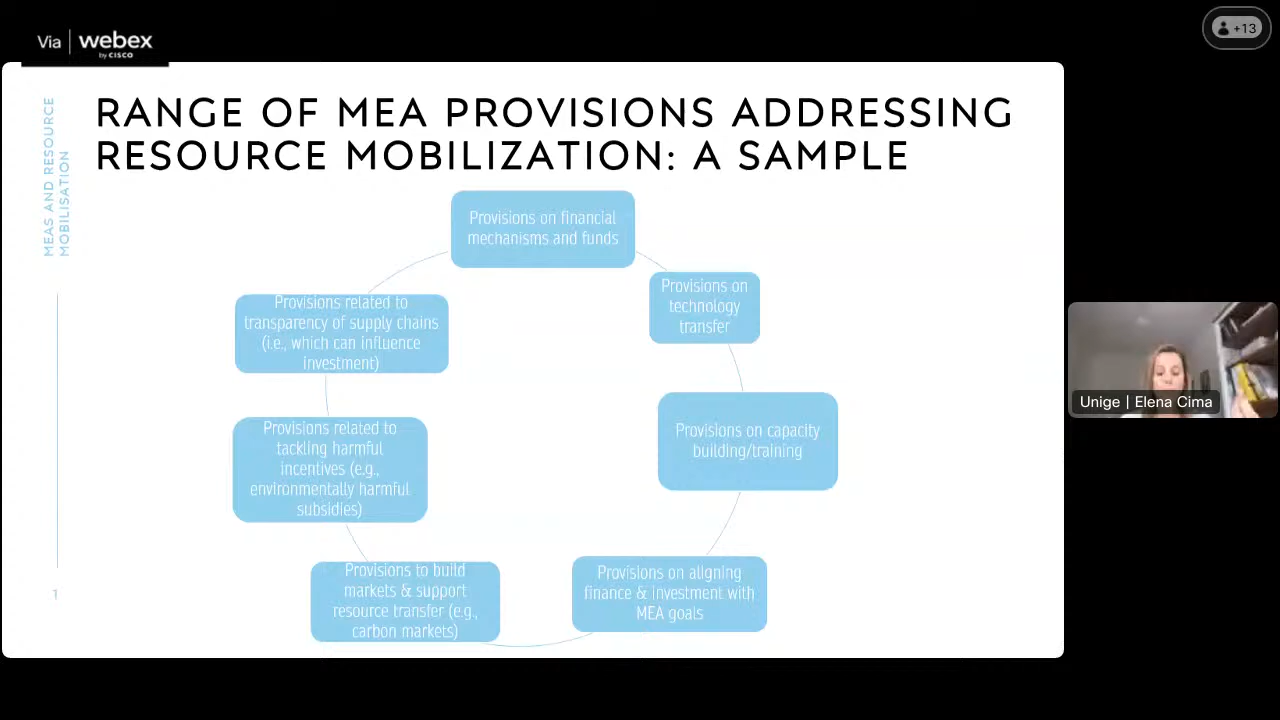 Via webex
by CISCO
+13
MEAS AND RESOURCE
MOBILISATION
RANGE OF MEA PROVISIONS ADDRESSING
RESOURCE MOBILIZATION: A SAMPLE
Provisions on financial
mechanisms and funds
Provisions on
technology
transfer
Provisions on capacity
building/training
Provisions on aligning
finance & investment with
MEA goals
Provisions to build
markets & support
resource transfer (e.g.,
carbon markets)
Provisions related to
tackling harmful
incentives (e.g.,
environmentally harmful
subsidies)
Provisions related to
transparency of supply chains
(i.e., which can influence
investment)
1
Unige | Elena Cima